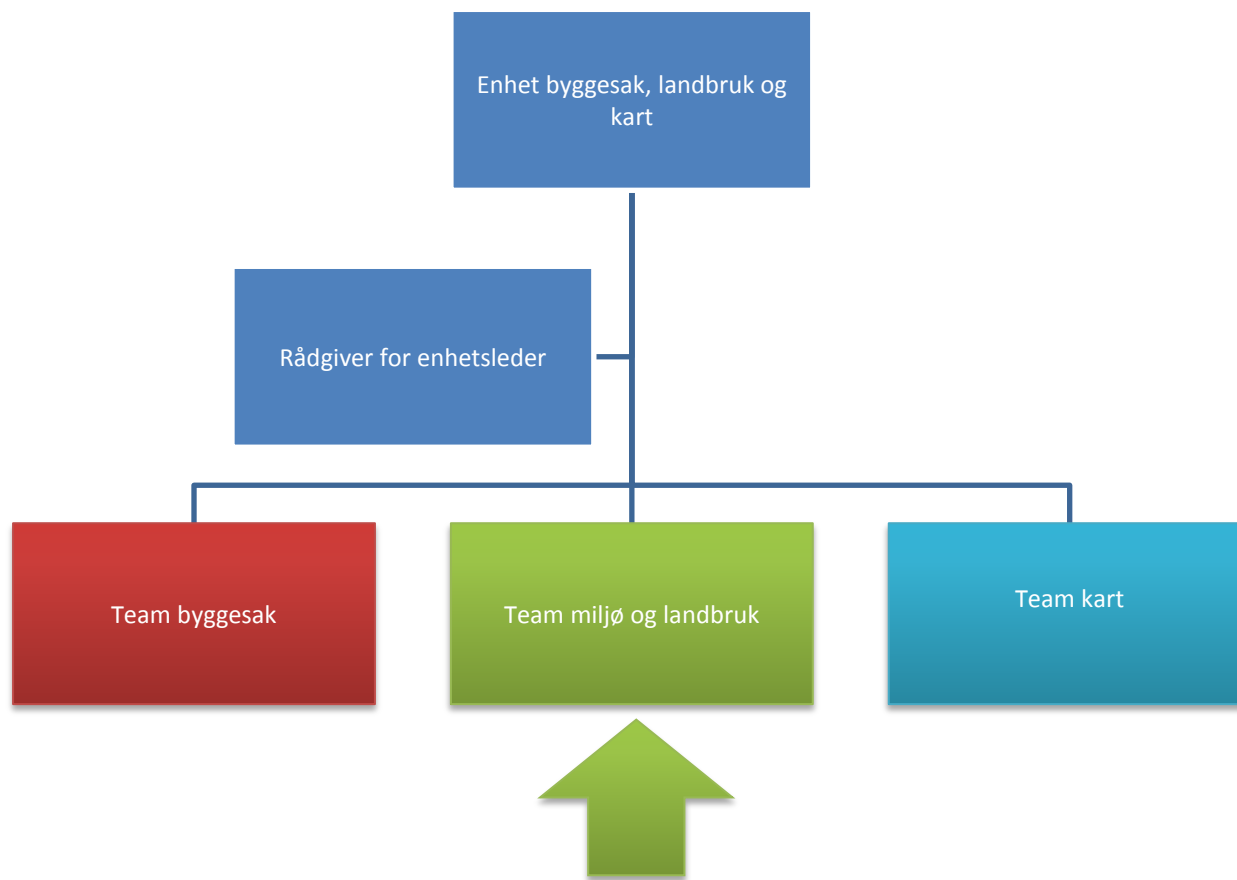 Enhet byggesak, landbruk og
kart
Rådgiver for enhetsleder
Team byggesak
Team miljø og landbruk
Team kart